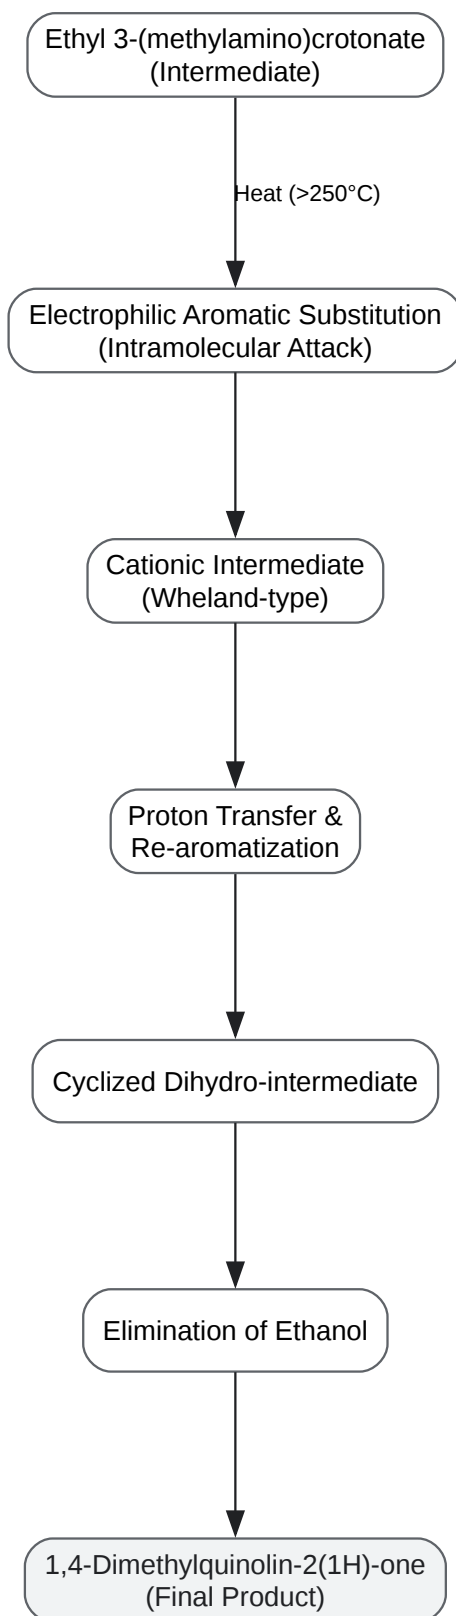 Ethyl 3-(methylamino)crotonate
(Intermediate)
Heat (>250°C)
Electrophilic Aromatic Substitution
(Intramolecular Attack)
Cationic Intermediate
(Wheland-type)
Proton Transfer &
Re-aromatization
Cyclized Dihydro-intermediate
Elimination of Ethanol
1,4-Dimethylquinolin-2(1H)-one
(Final Product)